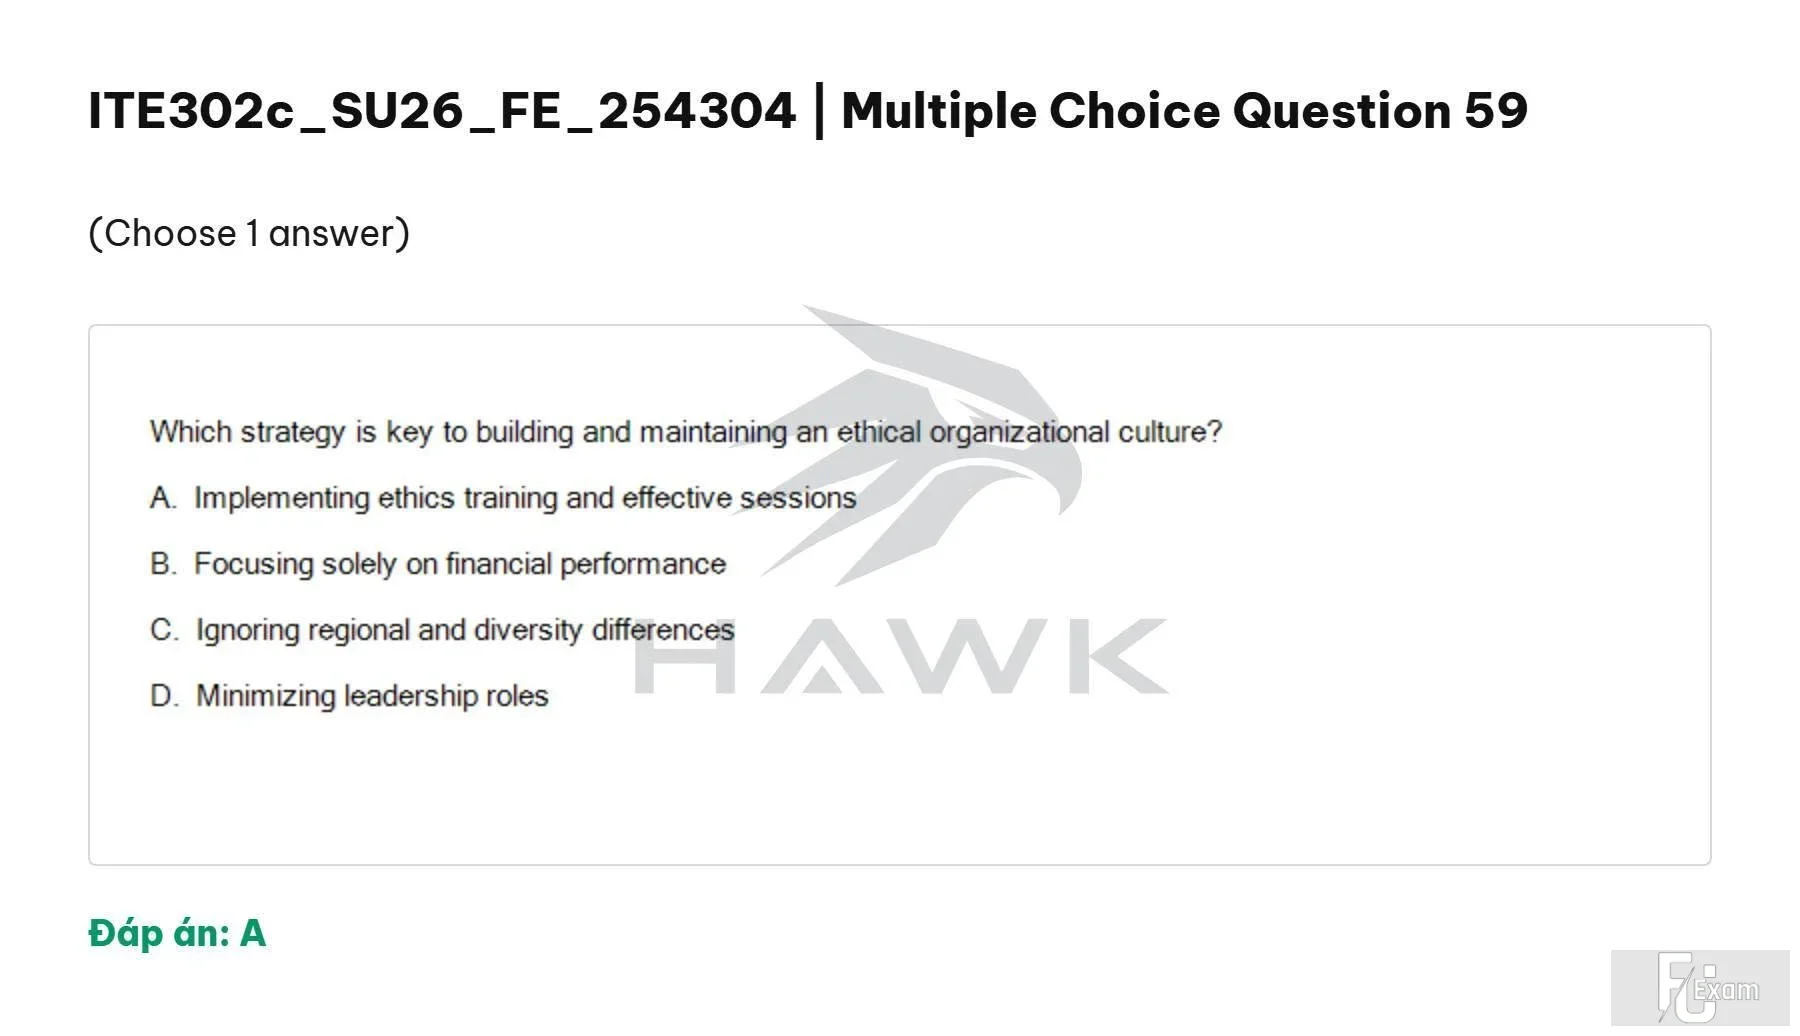 ITE302c_SU26_FE_254304 | Multiple Choice Question 59
(Choose 1 answer)
Which strategy is key to building and maintaining an ethical organizational culture?
A. Implementing ethics training and effective sessions
B. Focusing solely on financial performance
C. Ignoring regional and diversity differences
D. Minimizing leadership roles
HAWK
Đáp án: A
FU Exam